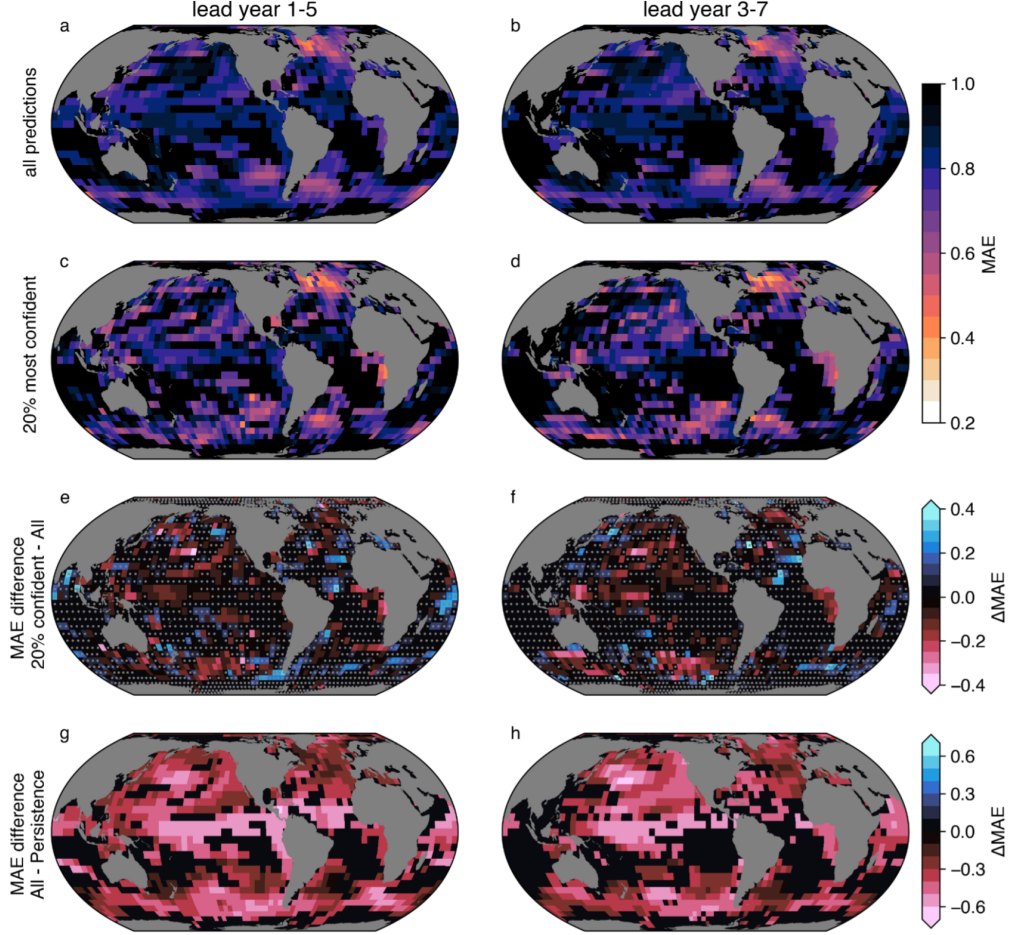 lead year 1-5
lead year 3-7
a
b
all predictions
1.0
0.8
0.6
0.4
0.2
MAE
c
d
20% most confident
e
f
MAE difference
20% confident - All
0.4
0.2
0.0
−0.2
−0.4
ΔMAE
g
h
MAE difference
All - Persistence
0.6
0.3
0.0
−0.3
−0.6
ΔMAE